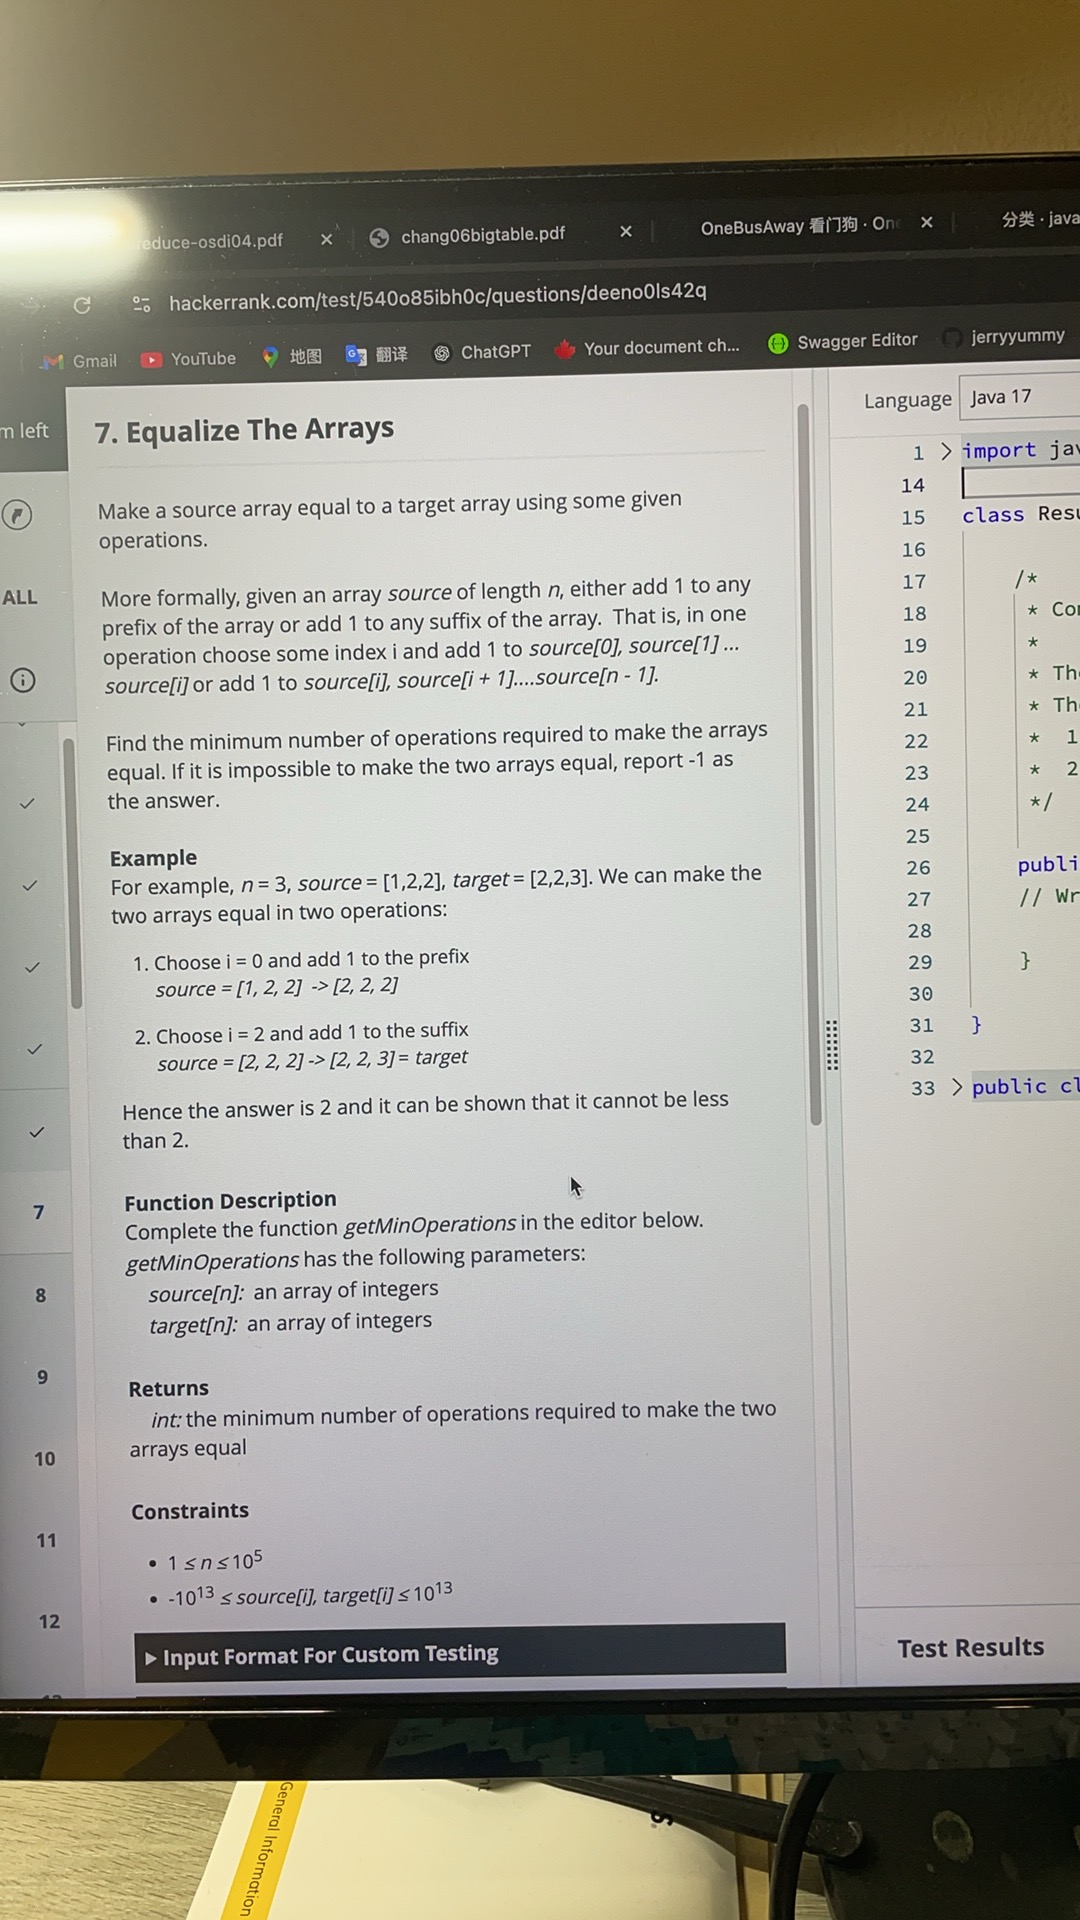 educe-osdi04.pdf
chang06bigtable.pdf
OneBusAway 看门狗 · One
分类 · java
hackerrank.com/test/540o85ibh0c/questions/deeno0ls42q
Gmail
YouTube
地图
翻译
ChatGPT
Your document ch...
Swagger Editor
jerryyummy
m left
ALL
7
8
9
10
11
12
7. Equalize The Arrays
Make a source array equal to a target array using some given
operations.
More formally, given an array source of length n, either add 1 to any
prefix of the array or add 1 to any suffix of the array. That is, in one
operation choose some index i and add 1 to source[0], source[1] ...
source[i] or add 1 to source[i], source[i + 1]....source[n - 1].
Find the minimum number of operations required to make the arrays
equal. If it is impossible to make the two arrays equal, report -1 as
the answer.
Example
For example, n = 3, source = [1,2,2], target = [2,2,3]. We can make the
two arrays equal in two operations:
1. Choose i = 0 and add 1 to the prefix
source = [1, 2, 2] -> [2, 2, 2]
2. Choose i = 2 and add 1 to the suffix
source = [2, 2, 2] -> [2, 2, 3] = target
Hence the answer is 2 and it can be shown that it cannot be less
than 2.
Function Description
Complete the function getMinOperations in the editor below.
getMinOperations has the following parameters:
source[n]: an array of integers
target[n]: an array of integers
Returns
int: the minimum number of operations required to make the two
arrays equal
Constraints
• 1 ≤ n ≤ 10⁵
• -10¹³ ≤ source[i], target[i] ≤ 10¹³
Input Format For Custom Testing
Language
Java 17
1 > import jav
14
15 class Resu
16
17 /*
18 * Com
19 *
20 * The
21 * The
22 * 1
23 * 2
24 */
25
26 publi
27 // Wr
28
29 }
30
31 }
32
33 > public cl
Test Results
General Information